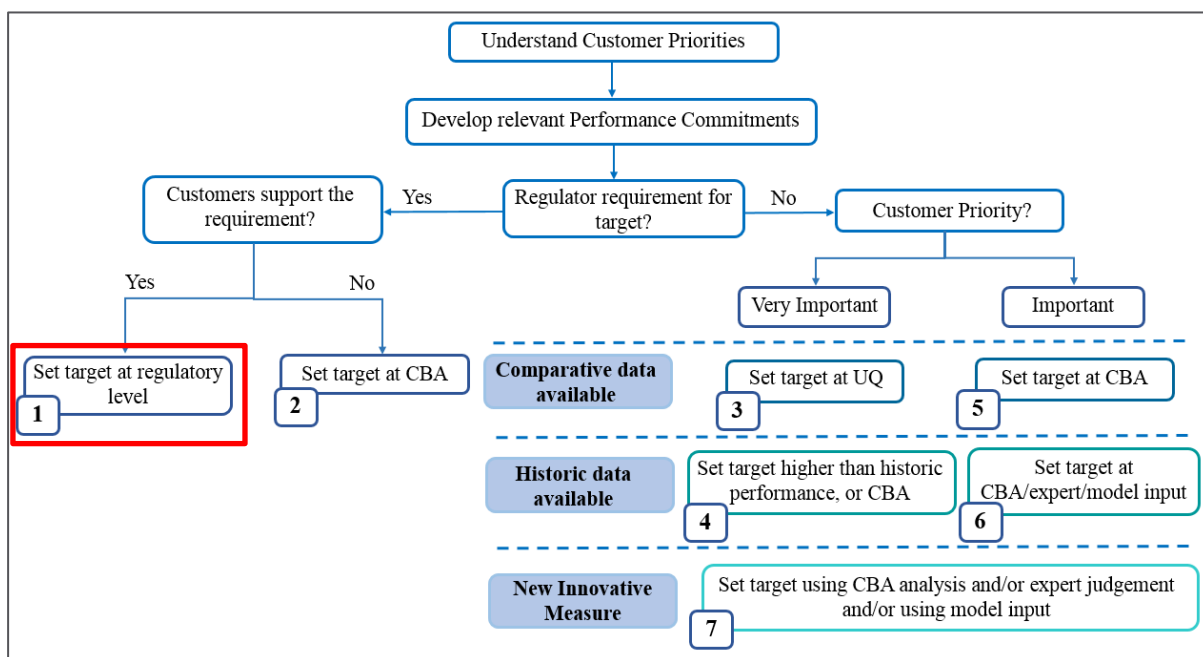 Understand Customer Priorities
Develop relevant Performance Commitments
Customers support the
requirement?
Yes
Regulator requirement for
target?
No
Customer Priority?
Yes
No
Very Important
Important
Set target at regulatory
level
1
Set target at CBA
2
Comparative data
available
Set target at UQ
3
Set target at CBA
5
Historic data
available
Set target higher than historic
performance, or CBA
4
Set target at
CBA/expert/model input
6
New Innovative
Measure
Set target using CBA analysis and/or expert judgement
and/or using model input
7